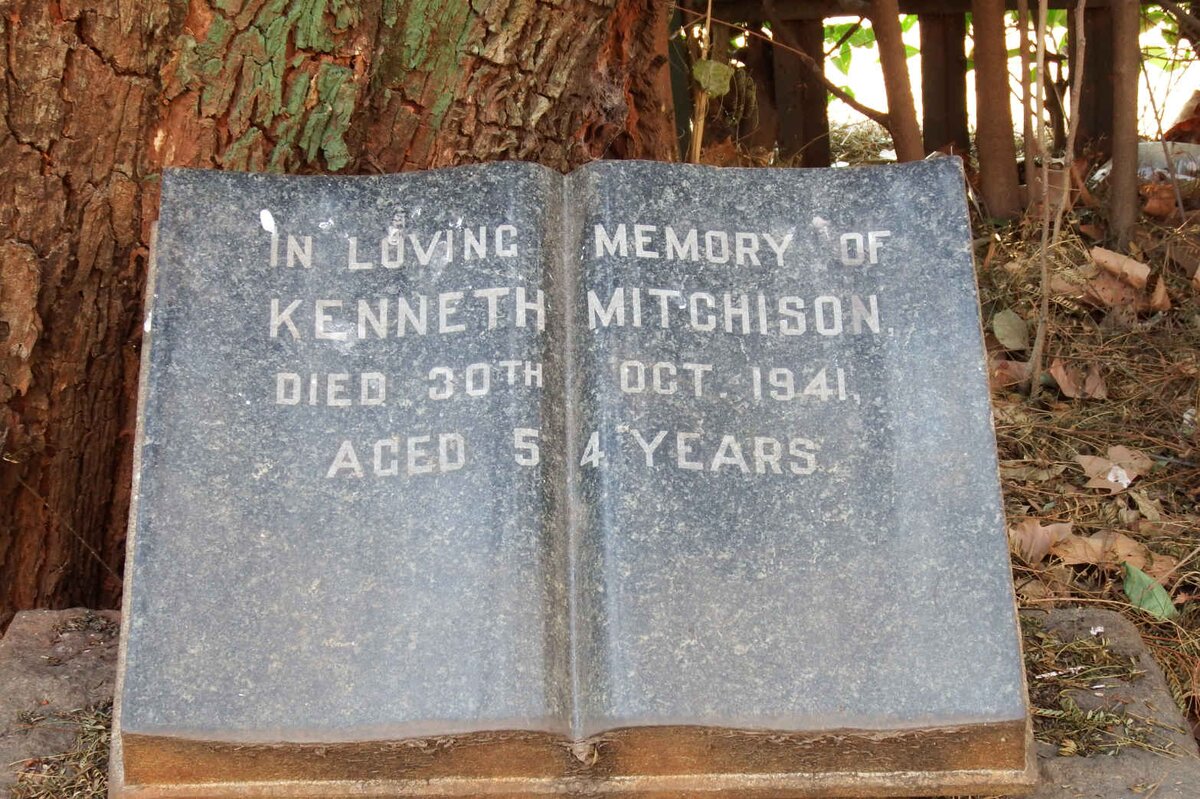 IN LOVING MEMORY OF
KENNETH MITCHISON,
DIED 30TH OCT. 1941,
AGED 54 YEARS